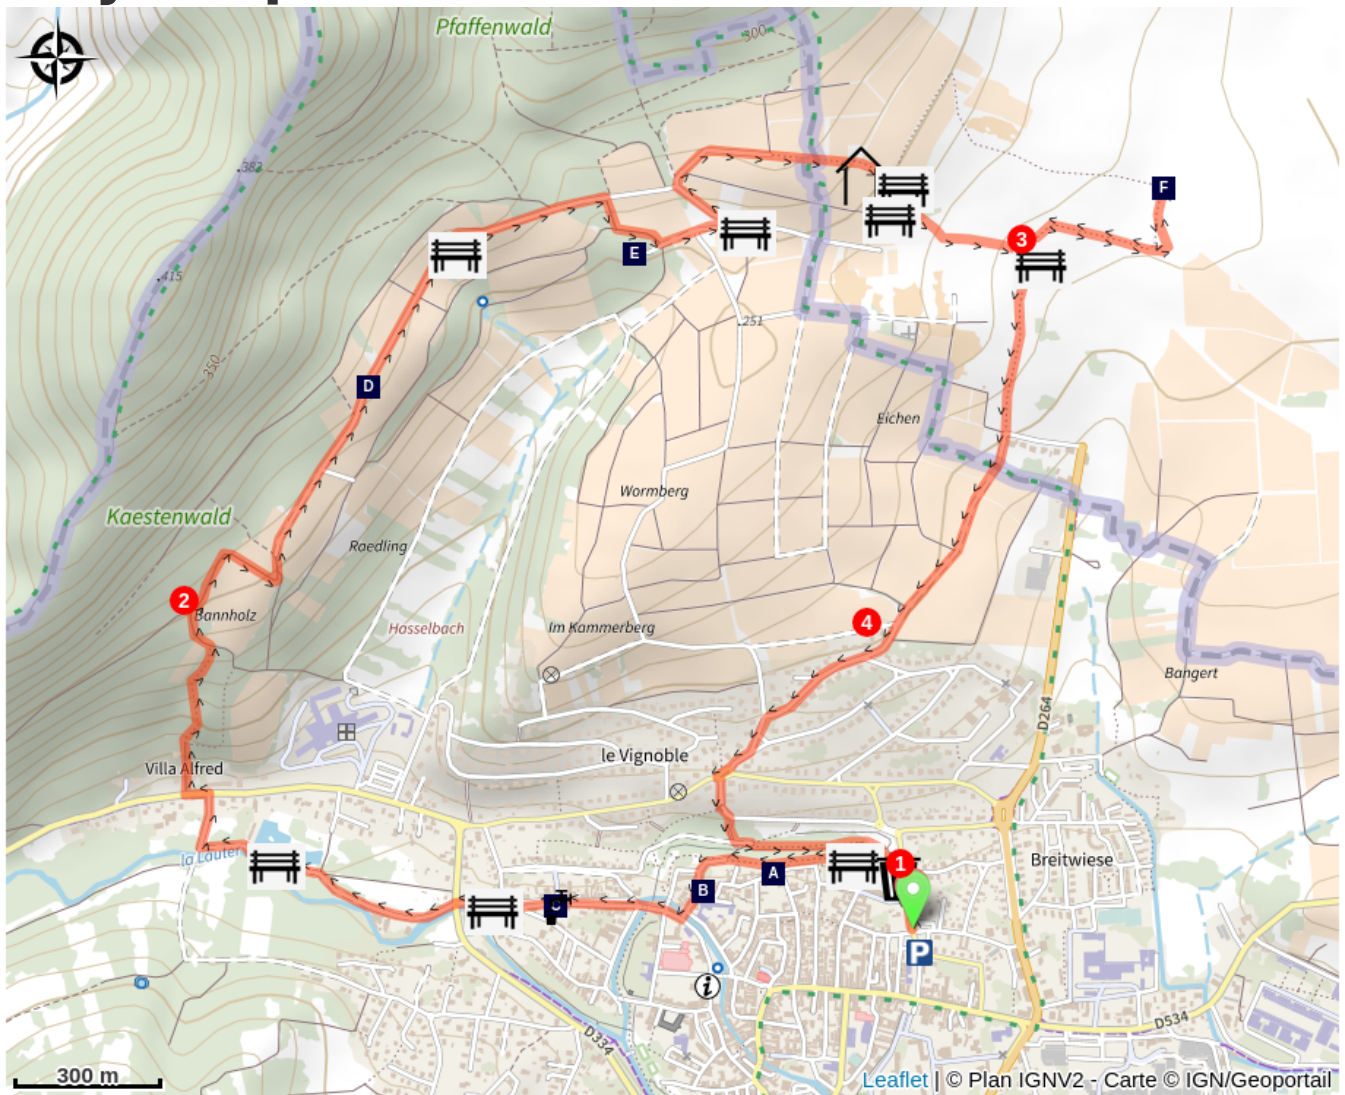 Pfaffenwald
300
F
383
3
E
415
251
350
D
Eichen
Wormberg
Kaestenwald
Raedling
2
Bannholz
Hasselbach
Im Kammerberg
4
Bangert
D264
le Vignoble
Villa Alfred
la Lauter
1
Breitwiese
A
B
C
P
i
D334
D534
300 m
Leaflet | © Plan IGNV2 - Carte © IGN/Geoportail